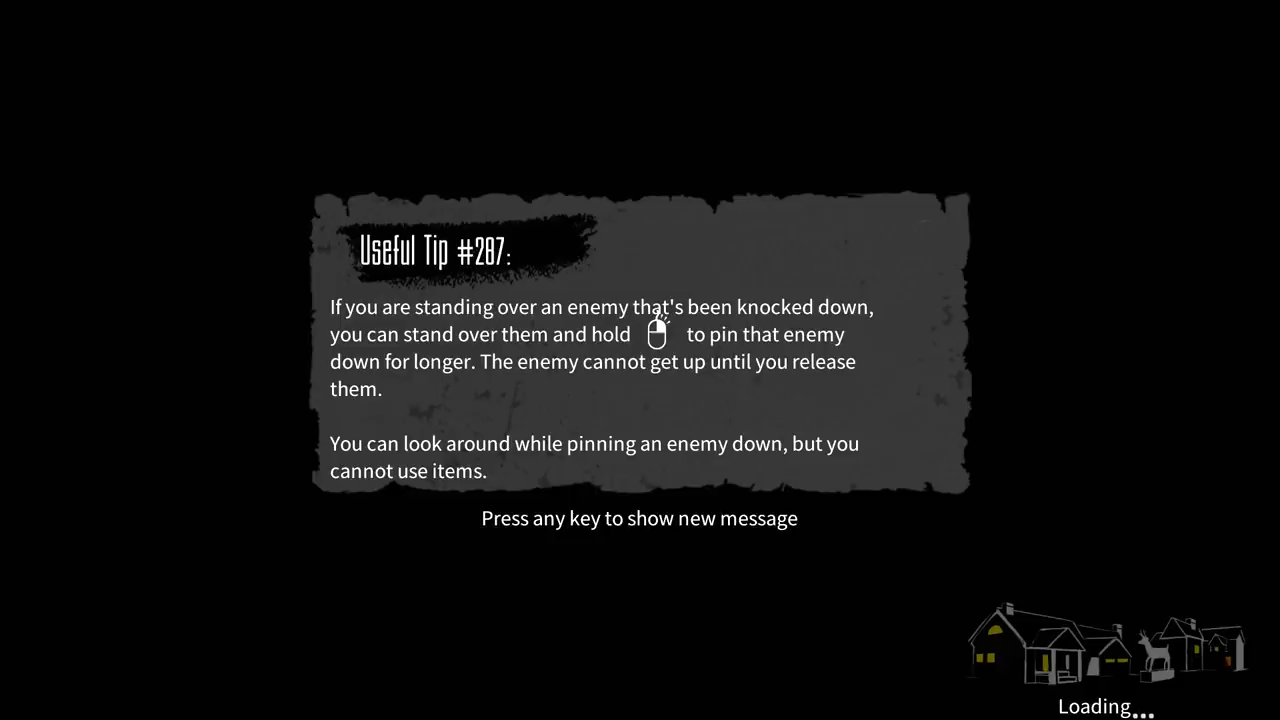 Useful Tip #287:
If you are standing over an enemy that's been knocked down,
you can stand over them and hold to pin that enemy
down for longer. The enemy cannot get up until you release
them.
You can look around while pinning an enemy down, but you
cannot use items.
Press any key to show new message
Loading...